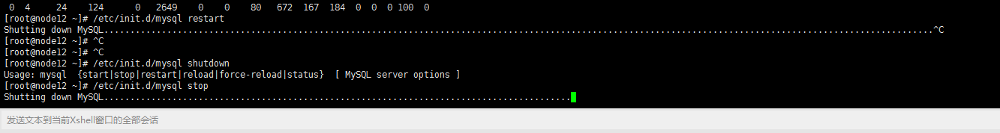 0  4     24    124      0   2649    0    0    80   672  167  184  0  0  0 100  0
[root@node12 ~]# /etc/init.d/mysql restart
Shutting down MySQL..............................................................................................................................................................^C
[root@node12 ~]# ^C
[root@node12 ~]# ^C
[root@node12 ~]# /etc/init.d/mysql shutdown
Usage: mysql  {start|stop|restart|reload|force-reload|status}  [ MySQL server options ]
[root@node12 ~]# /etc/init.d/mysql stop
Shutting down MySQL.........................................................................................
发送文本到当前Xshell窗口的全部会话